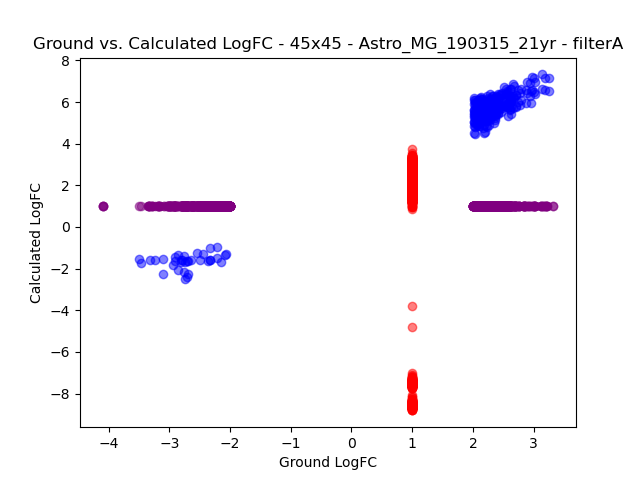 Ground vs. Calculated LogFC - 45x45 - Astro_MG_190315_21yr - filterA
8
6
4
2
0
−2
−4
−6
−8
Calculated LogFC
−4 −3 −2 −1 0 1 2 3
Ground LogFC